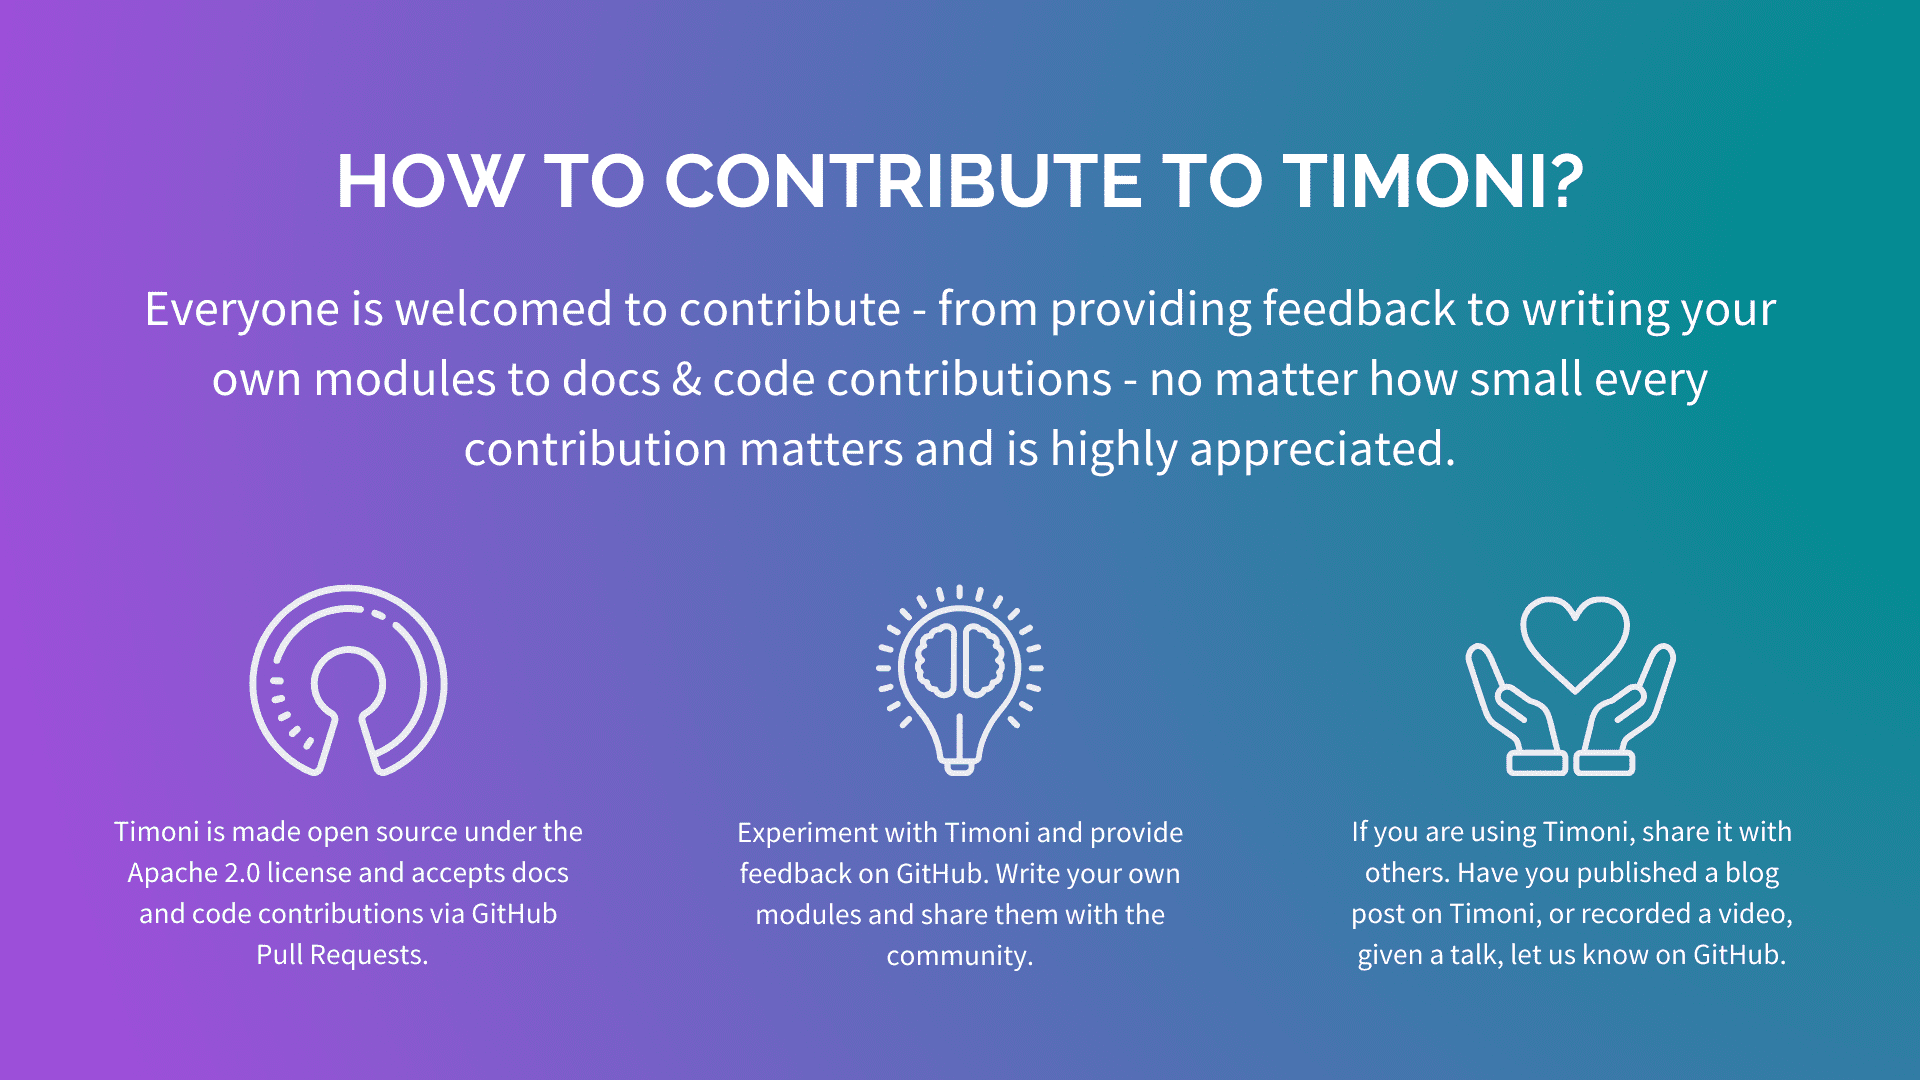 HOW TO CONTRIBUTE TO TIMONI?
Everyone is welcomed to contribute - from providing feedback to writing your
own modules to docs & code contributions - no matter how small every
contribution matters and is highly appreciated.
Timoni is made open source under the
Apache 2.0 license and accepts docs
and code contributions via GitHub
Pull Requests.
Experiment with Timoni and provide
feedback on GitHub. Write your own
modules and share them with the
community.
If you are using Timoni, share it with
others. Have you published a blog
post on Timoni, or recorded a video,
given a talk, let us know on GitHub.